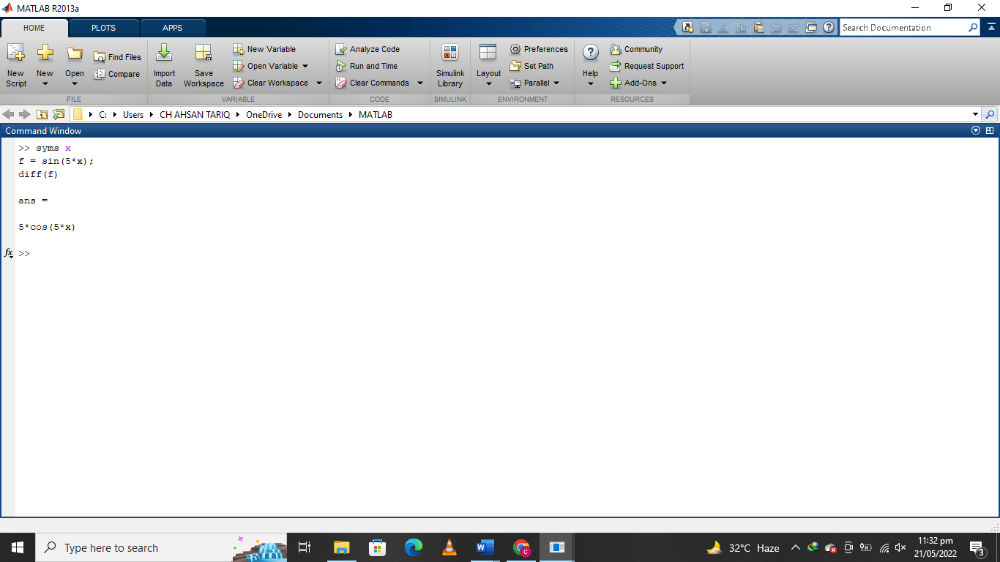 MATLAB R2013a
HOME PLOTS APPS
Search Documentation
New Script
New
Open
Find Files
Compare
Import Data
Save Workspace
New Variable
Open Variable
Clear Workspace
Analyze Code
Run and Time
Clear Commands
Simulink Library
Layout
Preferences
Set Path
Parallel
Help
Community
Request Support
Add-Ons
FILE VARIABLE CODE SIMULINK ENVIRONMENT RESOURCES
C: Users CH AHSAN TARIQ OneDrive Documents MATLAB
Command Window
>> syms x
f = sin(5*x);
diff(f)
ans =
5*cos(5*x)
fx >>
Type here to search
32°C Haze
11:32 pm
21/05/2022
3